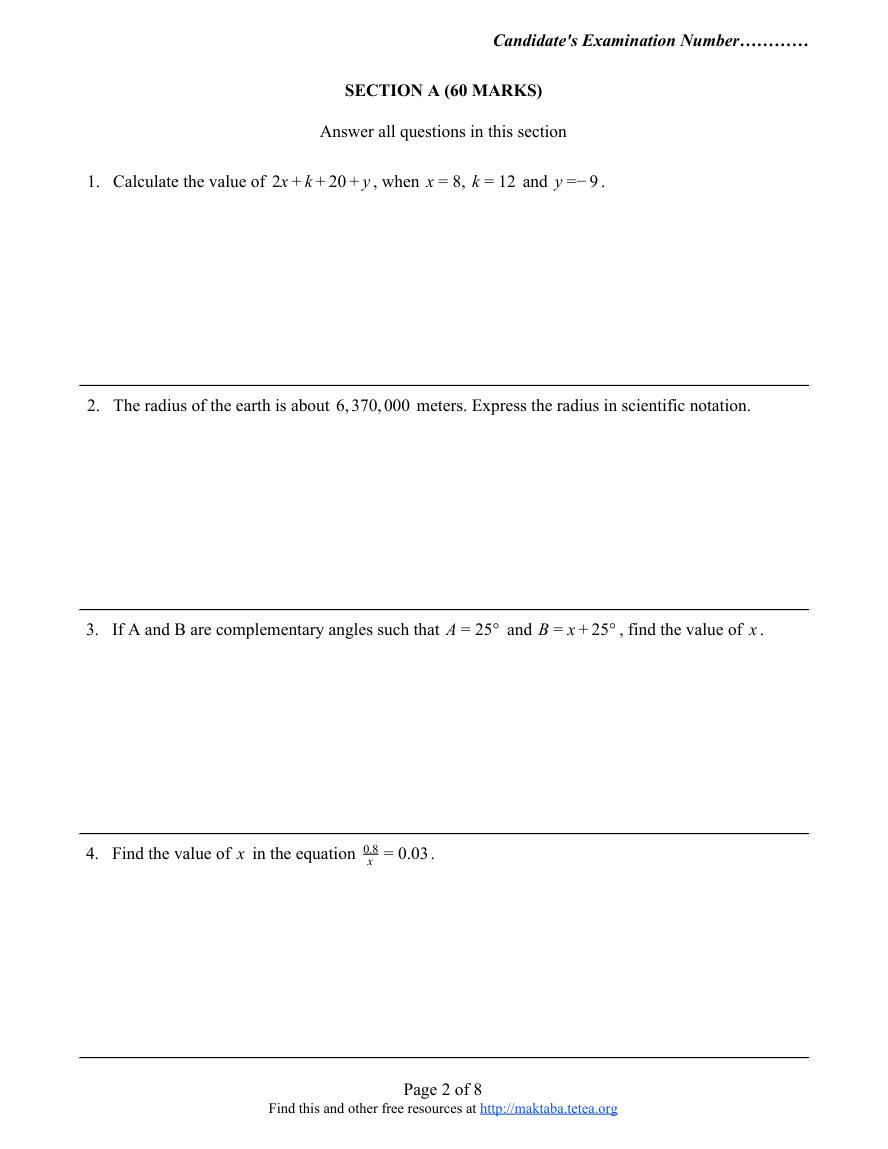 Candidate's Examination Number…………
SECTION A (60 MARKS)
Answer all questions in this section
1. Calculate the value of 2x + k + 20 + y , when x = 8, k = 12 and y =− 9 .
2. The radius of the earth is about 6, 370, 000 meters. Express the radius in scientific notation.
3. If A and B are complementary angles such that A = 25° and B = x + 25° , find the value of x .
4. Find the value of x in the equation 0.8/x = 0.03 .
Page 2 of 8
Find this and other free resources at http://maktaba.tetea.org